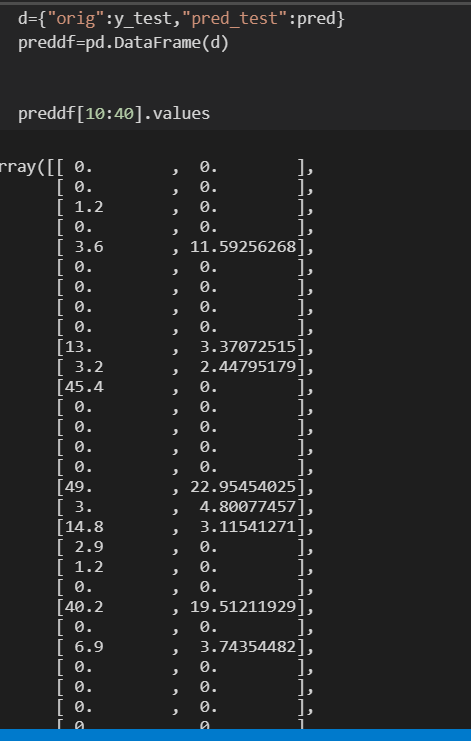 d={"orig":y_test,"pred_test":pred}
preddf=pd.DataFrame(d)
preddf[10:40].values
rray([[ 0.        ,  0.        ],
[ 0.        ,  0.        ],
[ 1.2       ,  0.        ],
[ 0.        ,  0.        ],
[ 3.6       , 11.59256268],
[ 0.        ,  0.        ],
[ 0.        ,  0.        ],
[ 0.        ,  0.        ],
[ 0.        ,  0.        ],
[13.        ,  3.37072515],
[ 3.2       ,  2.44795179],
[45.4       ,  0.        ],
[ 0.        ,  0.        ],
[ 0.        ,  0.        ],
[ 0.        ,  0.        ],
[ 0.        ,  0.        ],
[49.        , 22.95454025],
[ 3.        ,  4.80077457],
[14.8       ,  3.11541271],
[ 2.9       ,  0.        ],
[ 1.2       ,  0.        ],
[ 0.        ,  0.        ],
[40.2       , 19.51211929],
[ 0.        ,  0.        ],
[ 6.9       ,  3.74354482],
[ 0.        ,  0.        ],
[ 0.        ,  0.        ],
[ 0.        ,  0.        ],